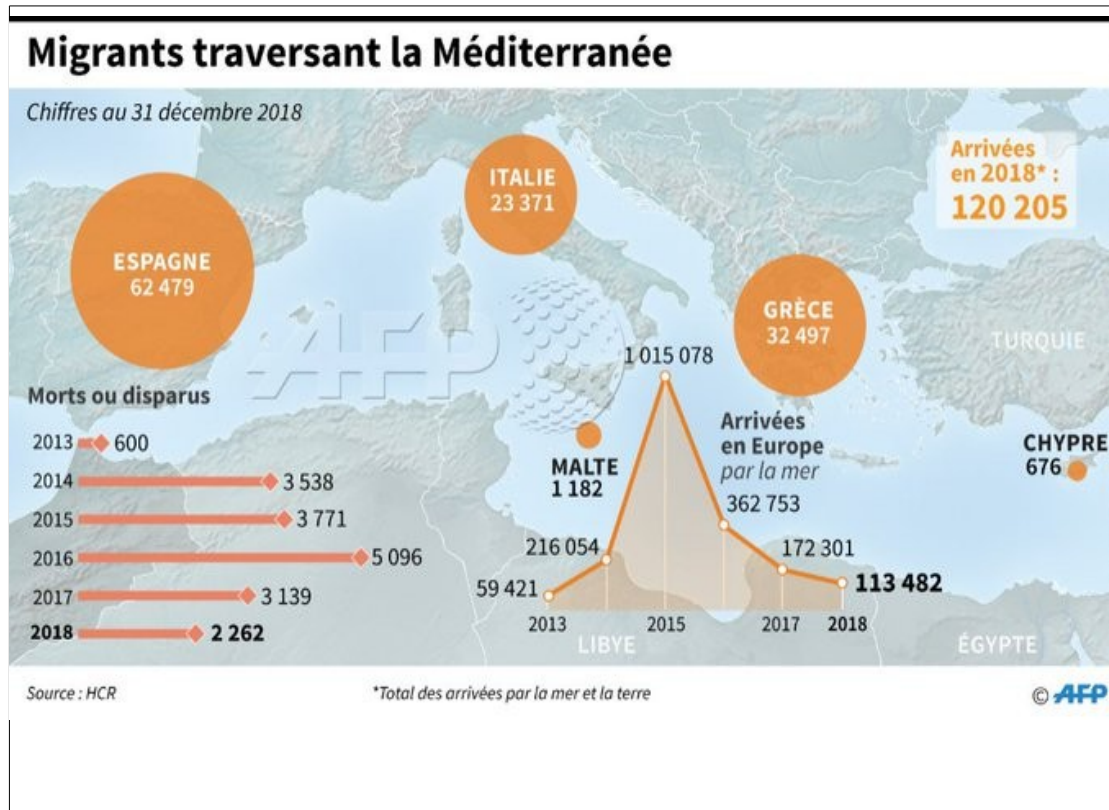 Migrants traversant la Méditerranée
Chiffres au 31 décembre 2018
Arrivées
en 2018* :
120 205
ITALIE
23 371
ESPAGNE
62 479
GRÈCE
32 497
TURQUIE
AFP
Morts ou disparus
2013 600
2014 3 538
2015 3 771
2016 5 096
2017 3 139
2018 2 262
MALTE
1 182
CHYPRE
676
Arrivées
en Europe
par la mer
1 015 078
362 753
216 054
172 301
59 421
113 482
2013 2015 2017 2018
LIBYE
ÉGYPTE
Source : HCR
*Total des arrivées par la mer et la terre
© AFP